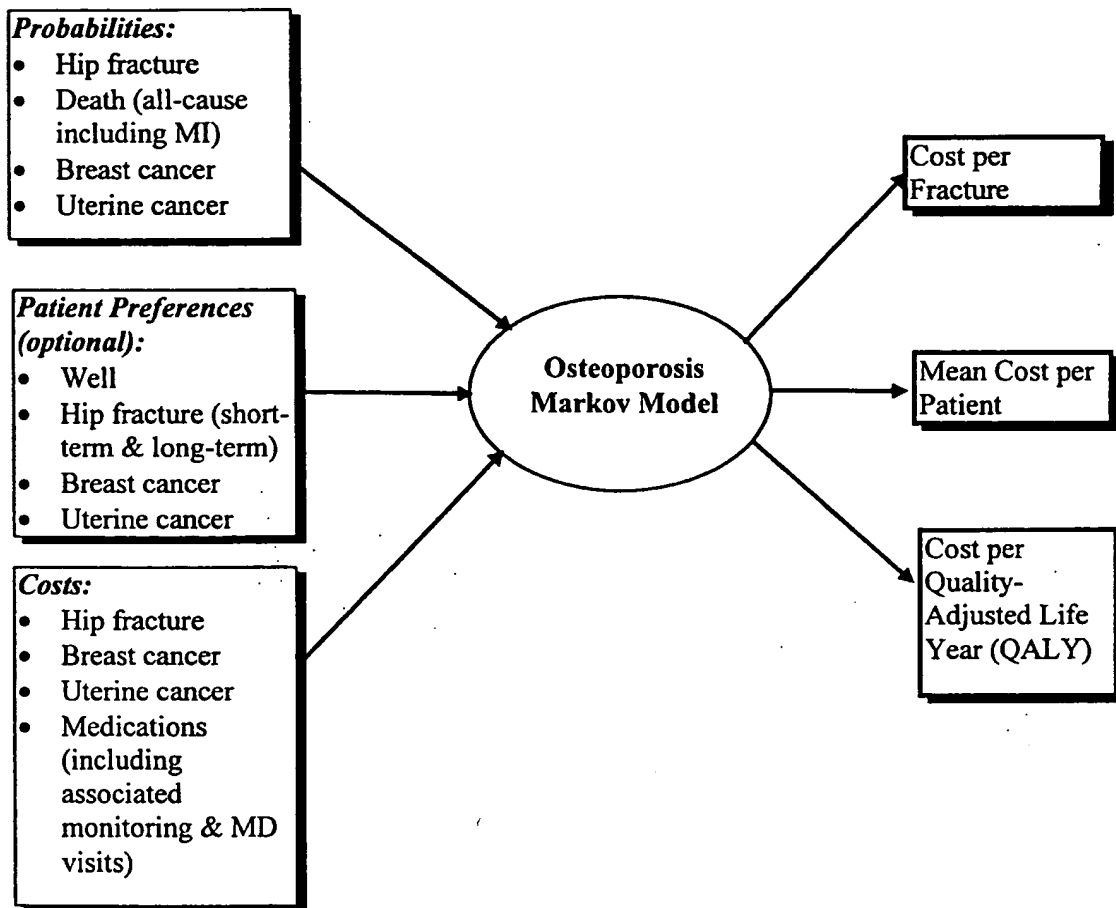 Probabilities:
• Hip fracture
• Death (all-cause
including MI)
• Breast cancer
• Uterine cancer
Patient Preferences
(optional):
• Well
• Hip fracture (short-
term & long-term)
• Breast cancer
• Uterine cancer
Costs:
• Hip fracture
• Breast cancer
• Uterine cancer
• Medications
(including
associated
monitoring & MD
visits)
Osteoporosis
Markov Model
Cost per
Fracture
Mean Cost per
Patient
Cost per
Quality-
Adjusted Life
Year (QALY)